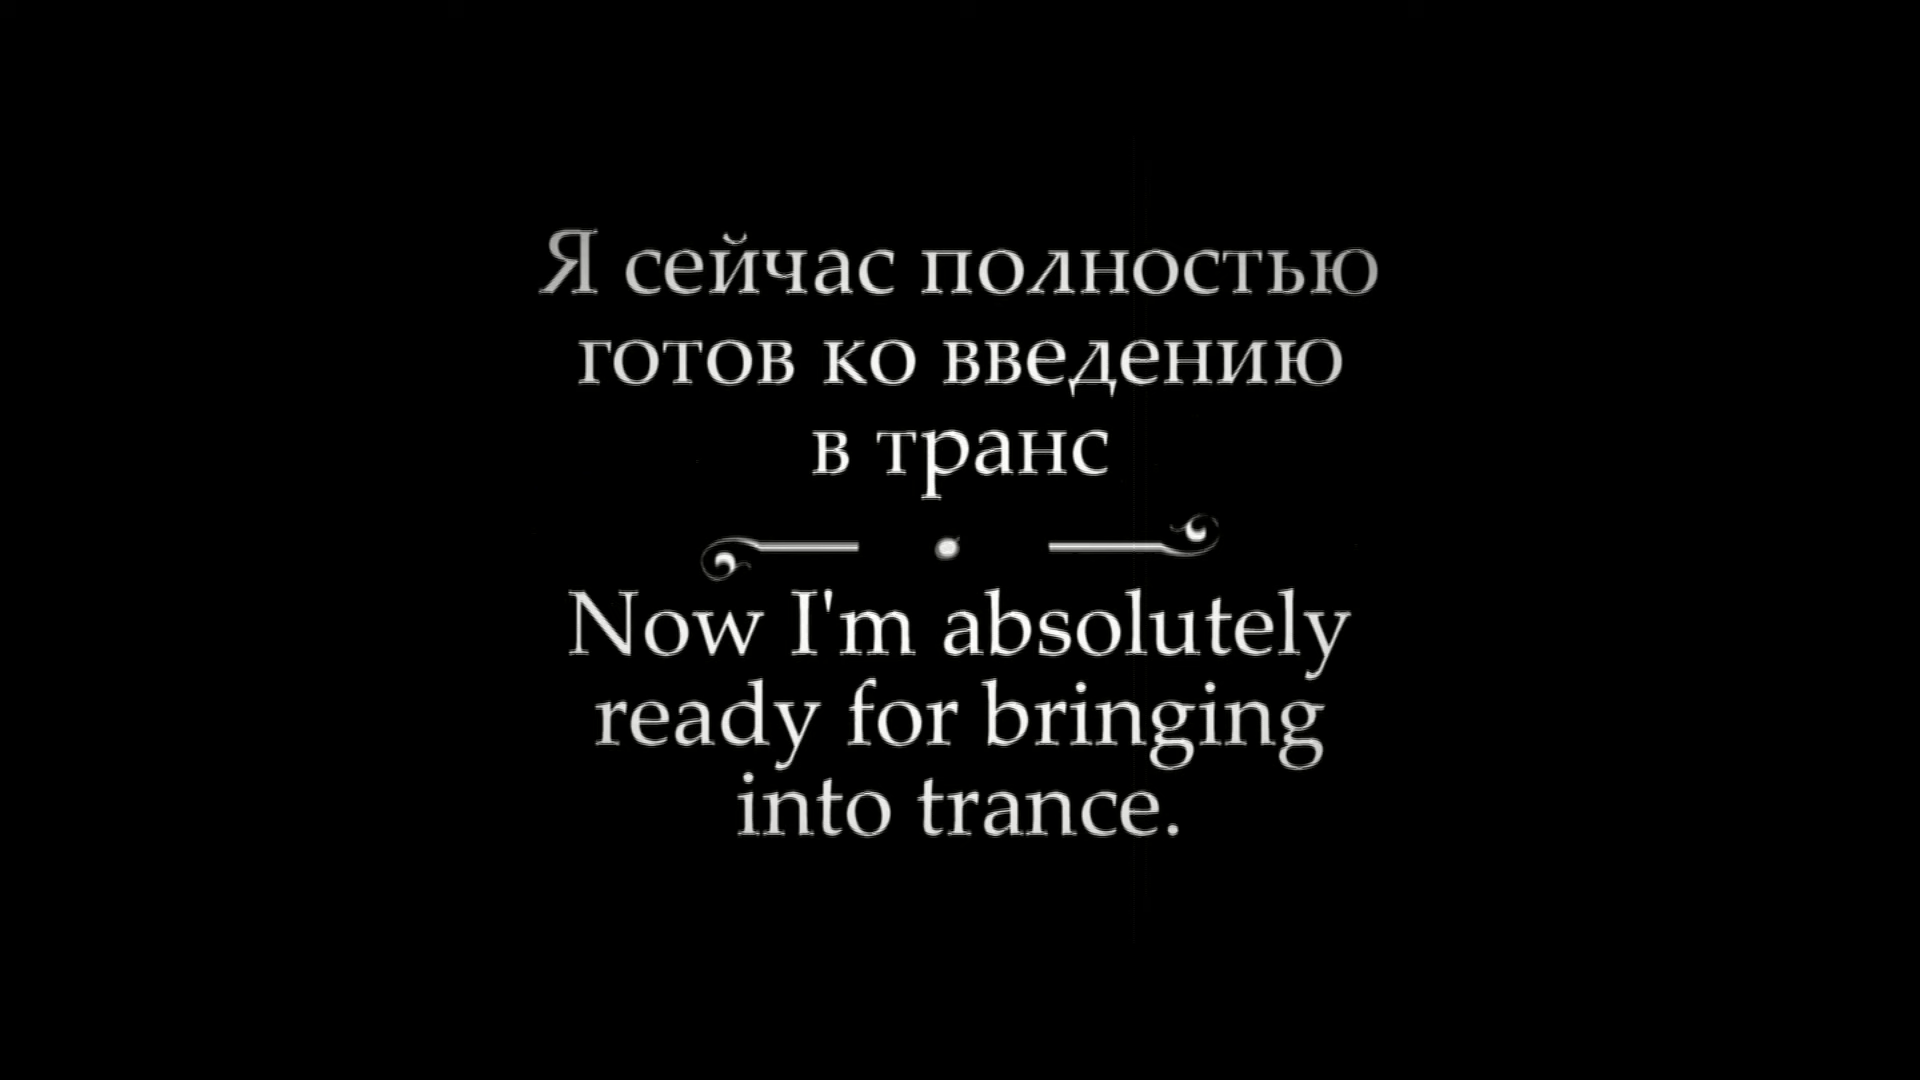 Я сейчас полностью
готов ко введению
в транс
Now I'm absolutely
ready for bringing
into trance.